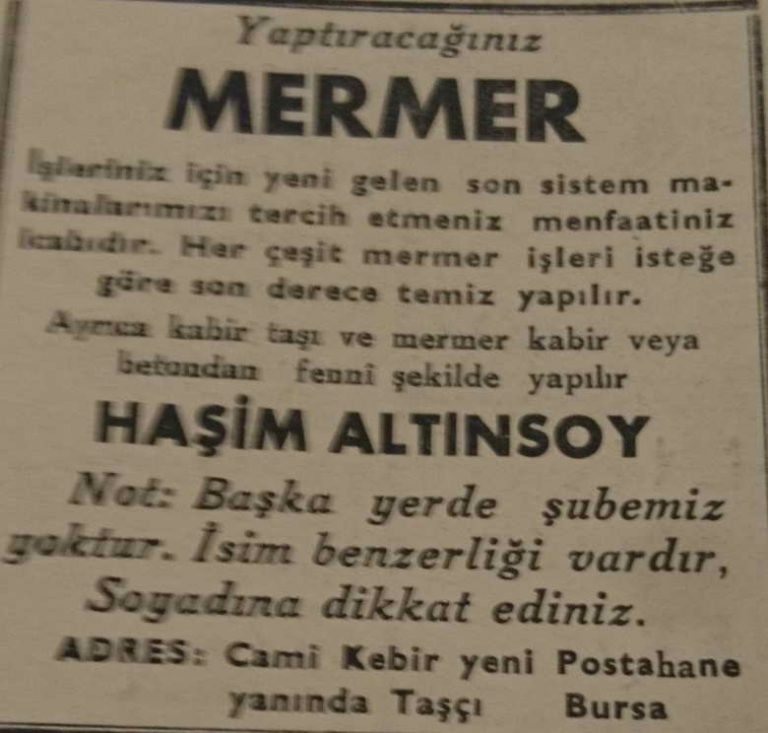 Yaptıracağınız
MERMER
İşleriniz için yeni gelen son sistem ma-
kinalarımızı tercih etmeniz menfaatiniz
icabıdır. Her çeşit mermer işleri isteğe
göre son derece temiz yapılır.
Ayrıca kabir taşı ve mermer kabir veya
betondan fenni şekilde yapılır
HAŞİM ALTINSOY
Not: Başka yerde şubemiz
yoktur. İsim benzerliği vardır,
Soyadına dikkat ediniz.
ADRES: Cami Kebir yeni Postahane
yanında Taşçı Bursa